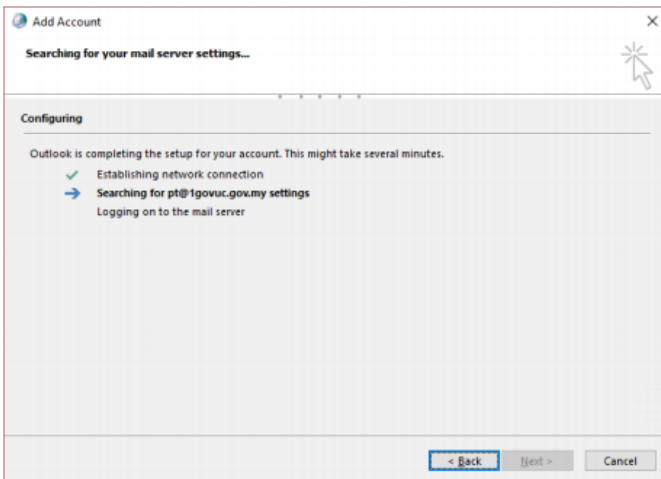 Add Account
Searching for your mail server settings...
Configuring
Outlook is completing the setup for your account. This might take several minutes.
Establishing network connection
Searching for pt@1govuc.gov.my settings
Logging on to the mail server
< Back Next > Cancel